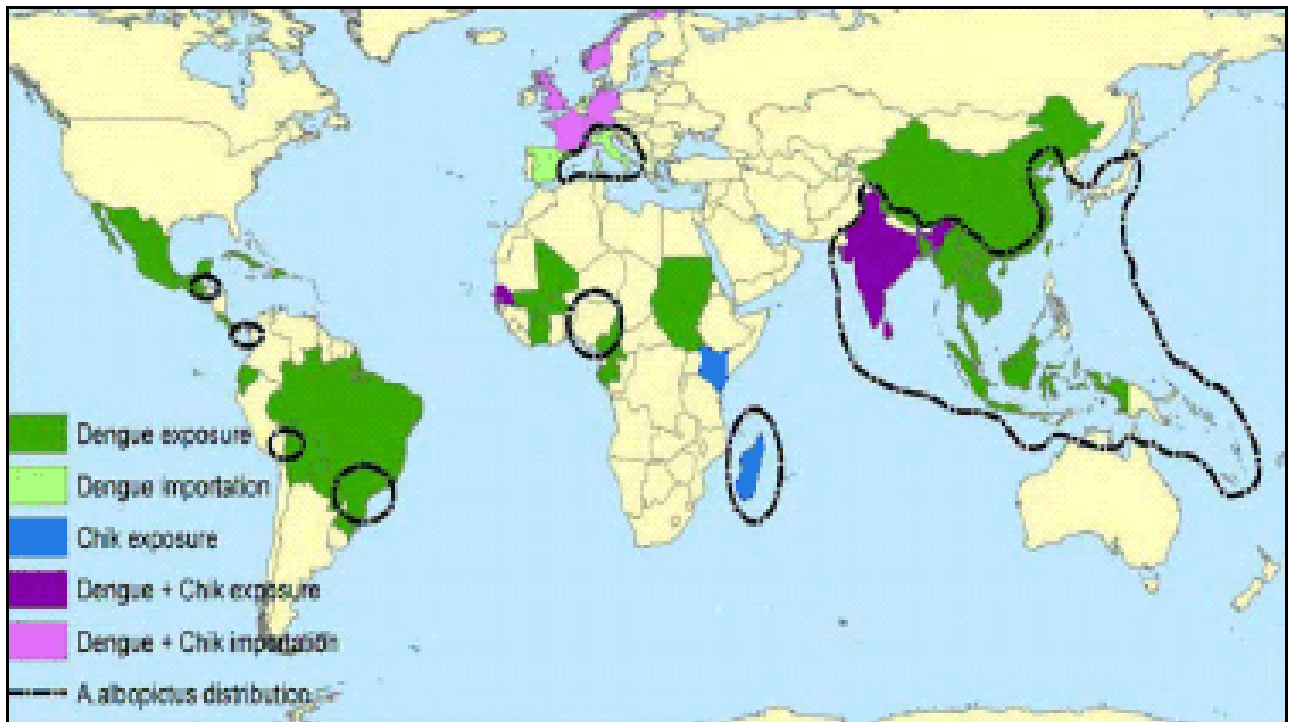 Dengue exposure
Dengue importation
Chik exposure
Dengue + Chik exposure
Dengue + Chik importation
A.albopictus distribution